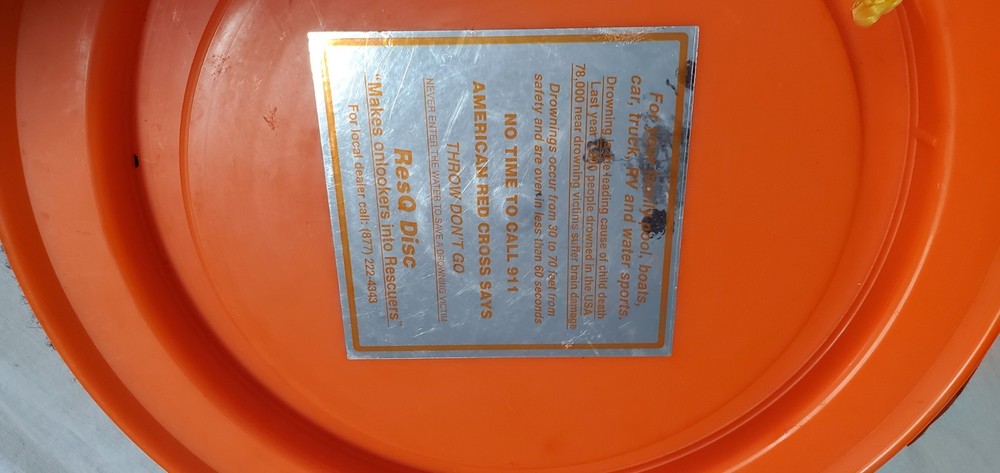 For your family pool, boats,
car, truck, RV and water sports.
Drowning is the leading cause of child death
Last year people drowned in the USA
78,000 near drowning victims suffer brain damage
Drownings occur from 30 to 70 feet from
safety and are over in less than 60 seconds
NO TIME TO CALL 911
AMERICAN RED CROSS SAYS
THROW DON'T GO
NEVER ENTER THE WATER TO SAVE A DROWNING VICTIM
ResQ Disc
"Makes onlookers into Rescuers"
For local dealer call: (877) 222-4343